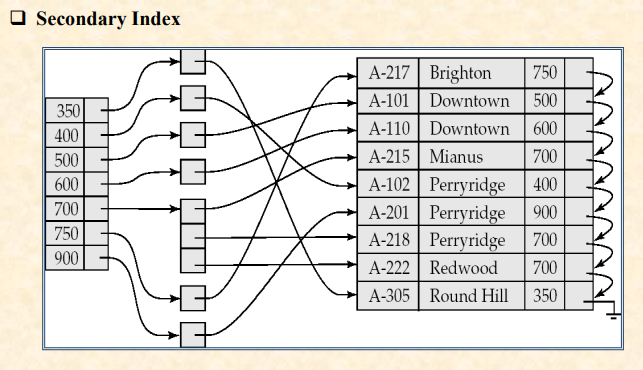 ❑ Secondary Index
350
400
500
600
700
750
900
A-217 Brighton 750
A-101 Downtown 500
A-110 Downtown 600
A-215 Mianus 700
A-102 Perryridge 400
A-201 Perryridge 900
A-218 Perryridge 700
A-222 Redwood 700
A-305 Round Hill 350